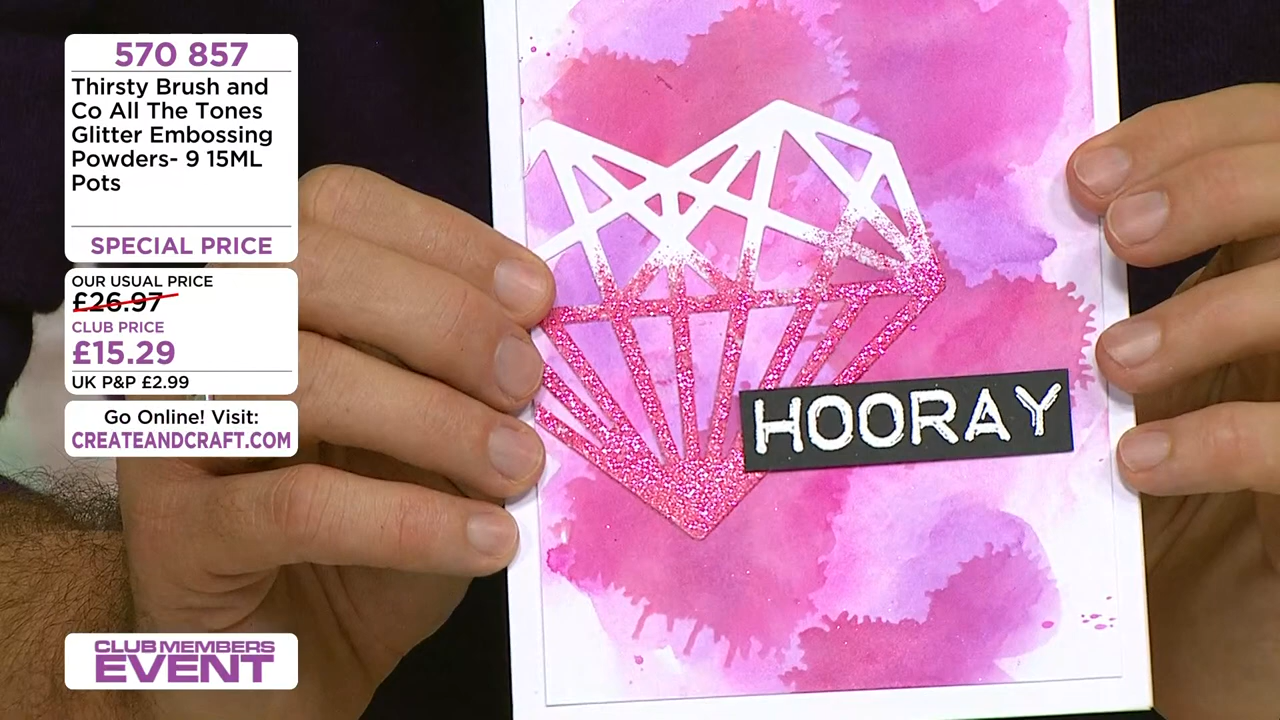 570 857
Thirsty Brush and
Co All The Tones
Glitter Embossing
Powders- 9 15ML
Pots
SPECIAL PRICE
OUR USUAL PRICE
£26.97
CLUB PRICE
£15.29
UK P&P £2.99
Go Online! Visit:
CREATEANDCRAFT.COM
CLUB MEMBERS
EVENT
HOORAY